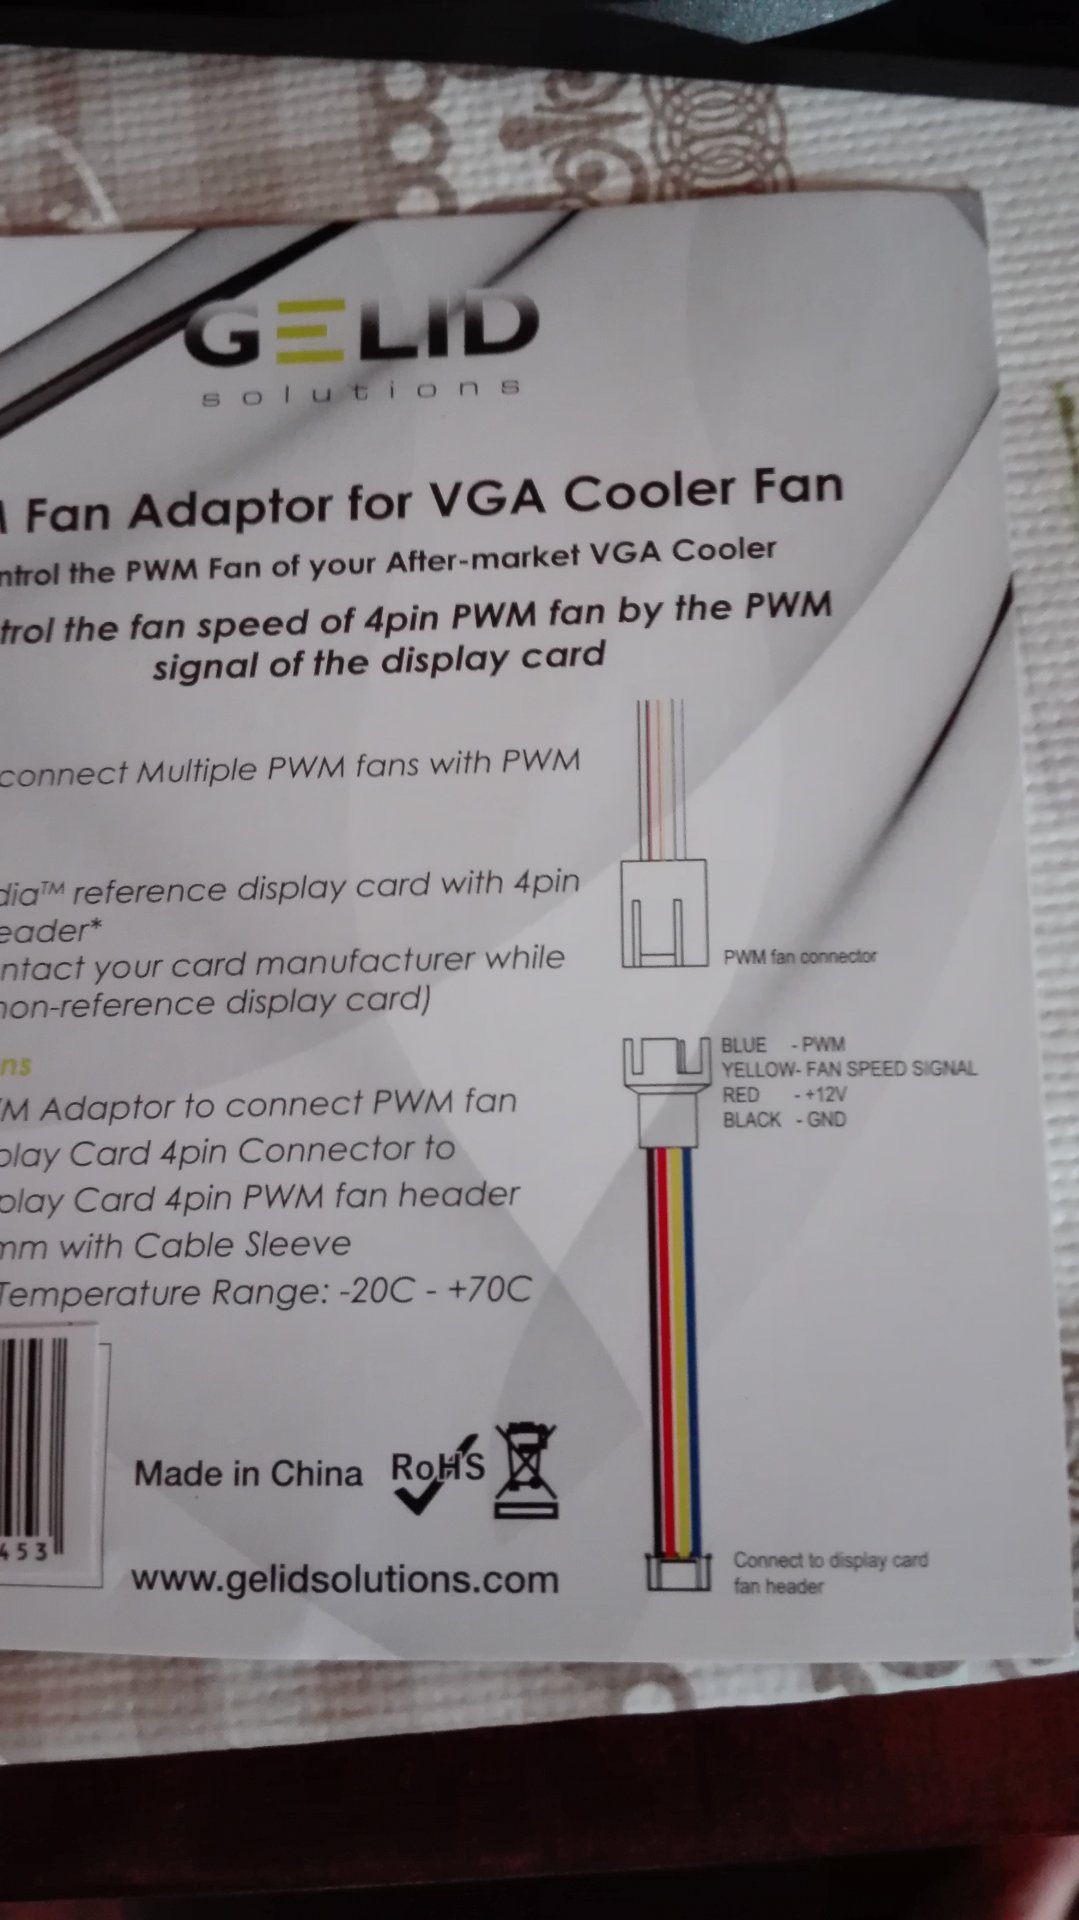 GELID
solutions
Fan Adaptor for VGA Cooler Fan
ntrol the PWM Fan of your After-market VGA Cooler
trol the fan speed of 4pin PWM fan by the PWM
signal of the display card
connect Multiple PWM fans with PWM
dia™ reference display card with 4pin
eader*
ntact your card manufacturer while
non-reference display card)
PWM fan connector
BLUE - PWM
YELLOW- FAN SPEED SIGNAL
RED - +12V
BLACK - GND
ns
M Adaptor to connect PWM fan
play Card 4pin Connector to
play Card 4pin PWM fan header
mm with Cable Sleeve
Temperature Range: -20C - +70C
453
Made in China RoHS
www.gelidsolutions.com
Connect to display card
fan header